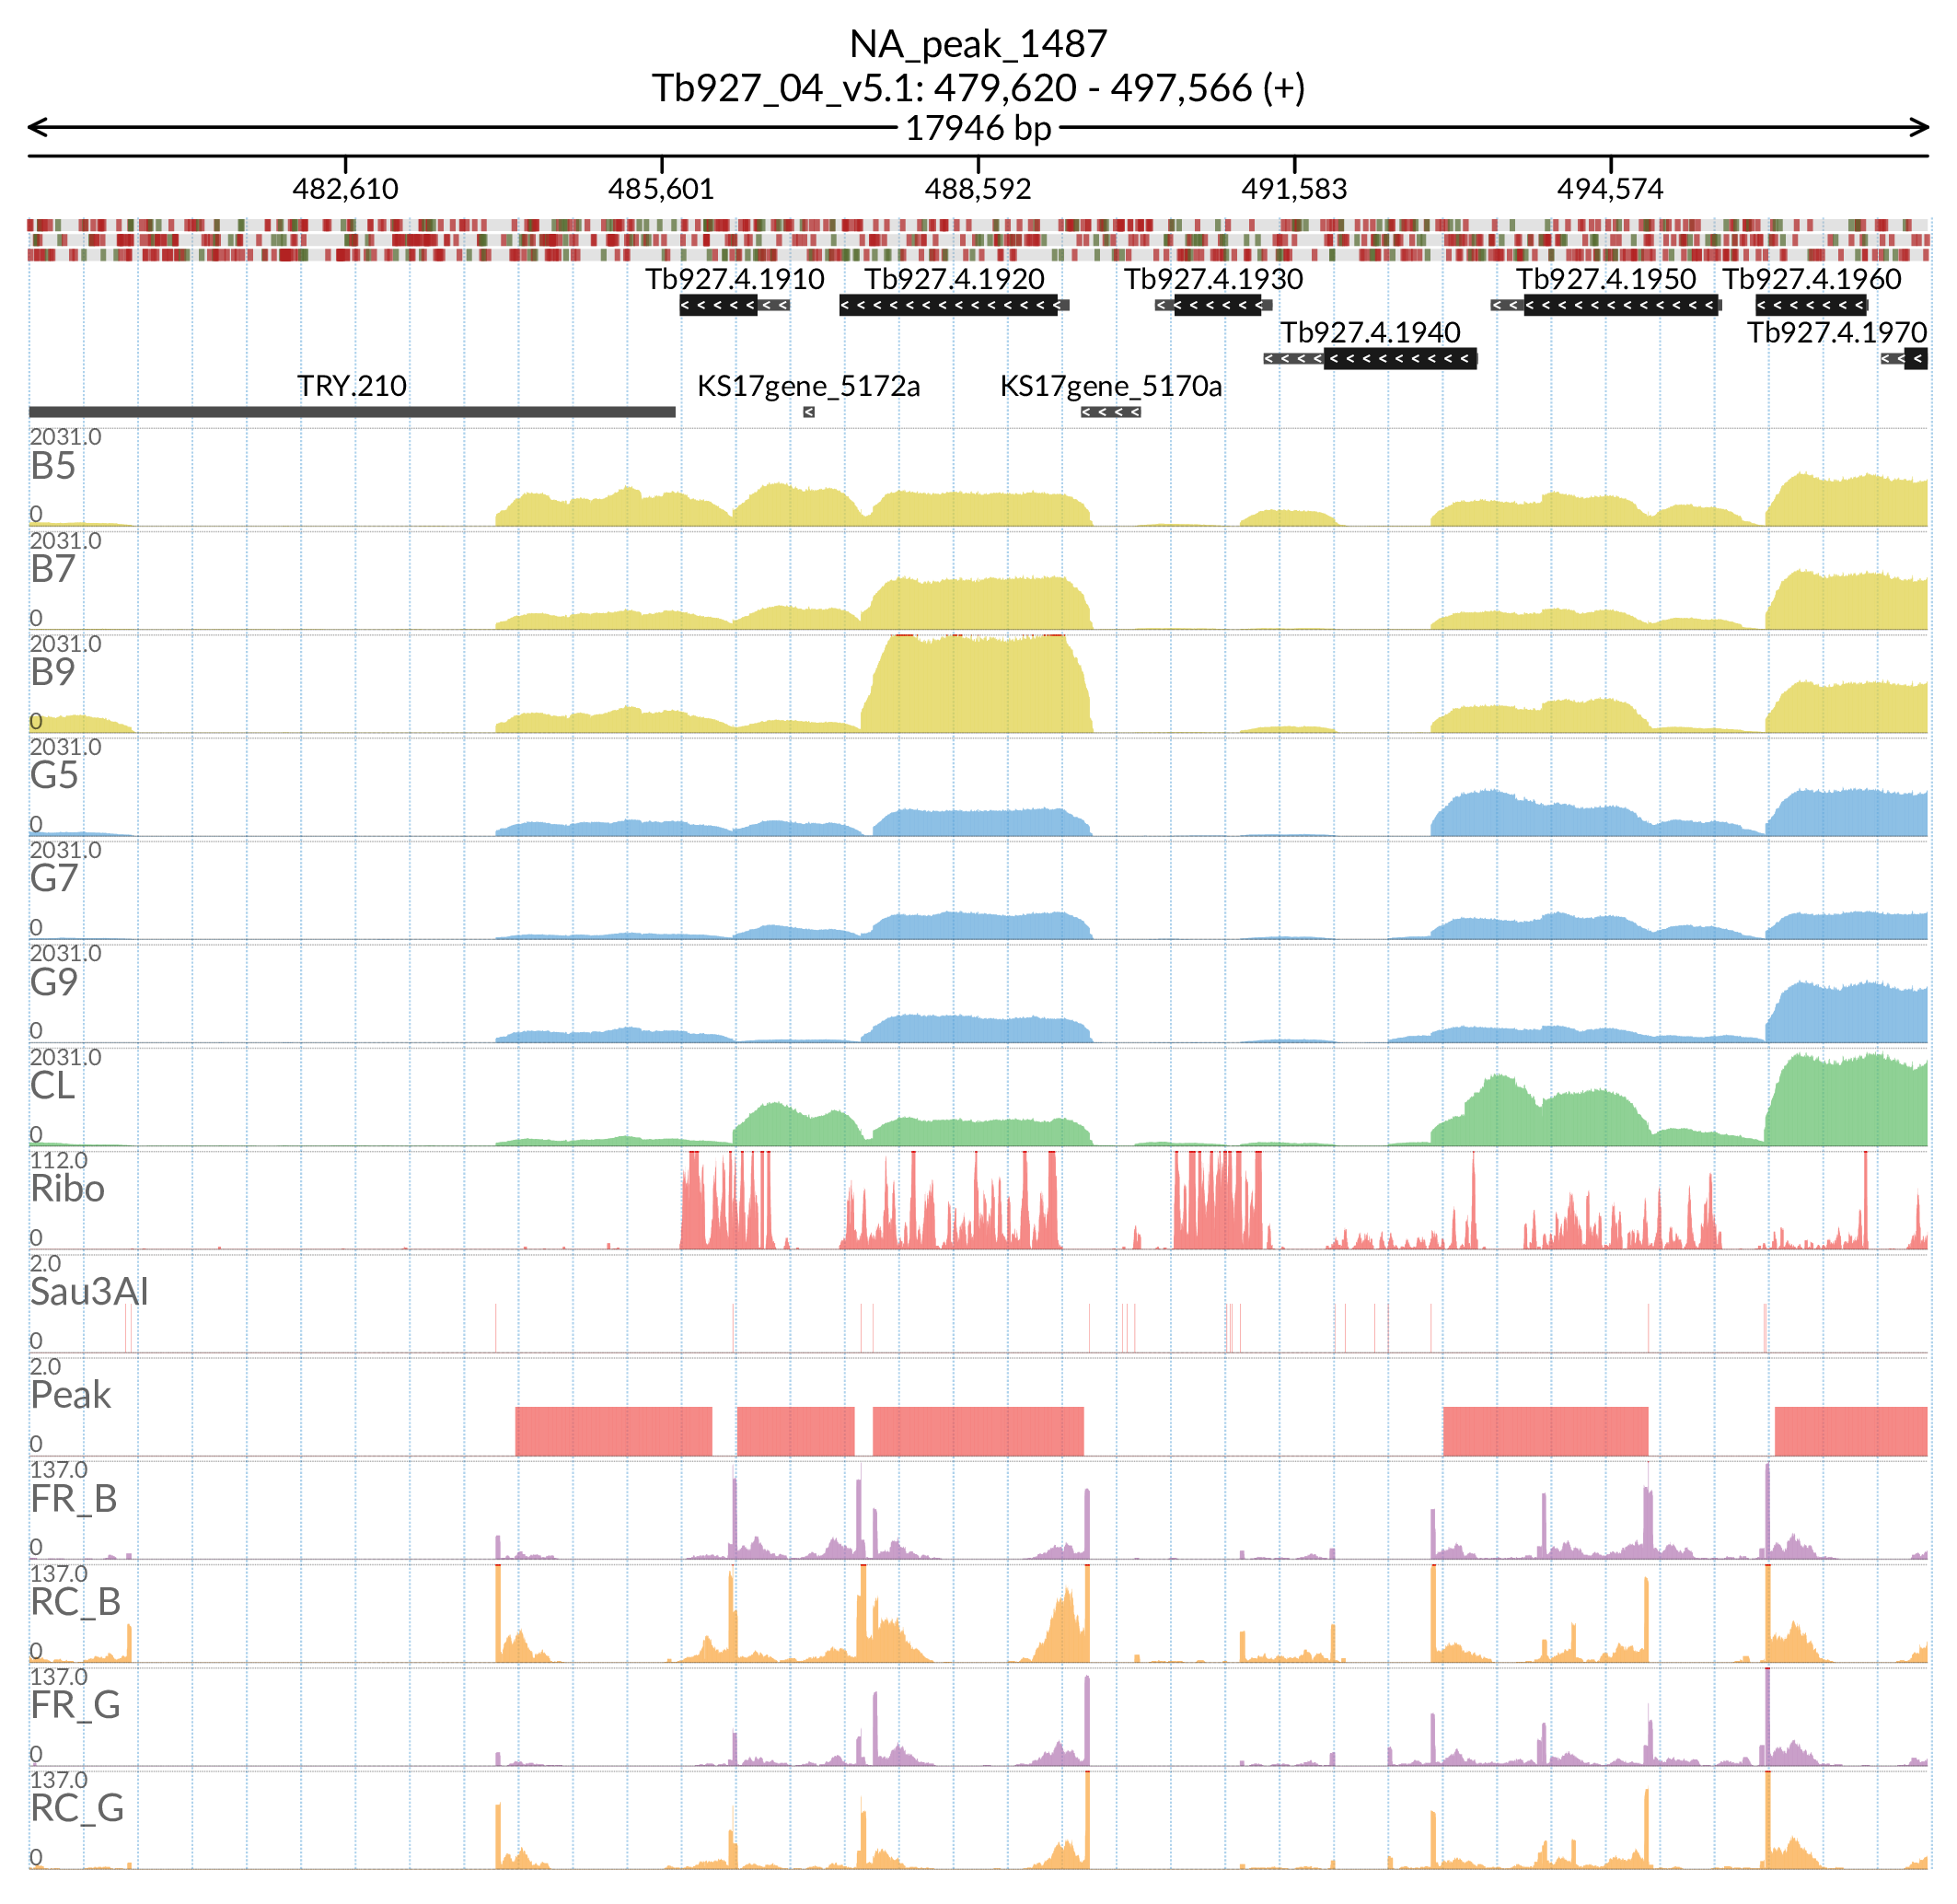 NA_peak_1487
Tb927_04_v5.1: 479,620 - 497,566 (+)
17946 bp
482,610 485,601 488,592 491,583 494,574
Tb927.4.1910 Tb927.4.1920 Tb927.4.1930 Tb927.4.1950 Tb927.4.1960
Tb927.4.1940 Tb927.4.1970
TRY.210 KS17gene_5172a KS17gene_5170a
2031.0
B5
0
2031.0
B7
0
2031.0
B9
0
2031.0
G5
0
2031.0
G7
0
2031.0
G9
0
2031.0
CL
0
112.0
Ribo
0
2.0
Sau3AI
0
2.0
Peak
0
137.0
FR_B
0
137.0
RC_B
0
137.0
FR_G
0
137.0
RC_G
0